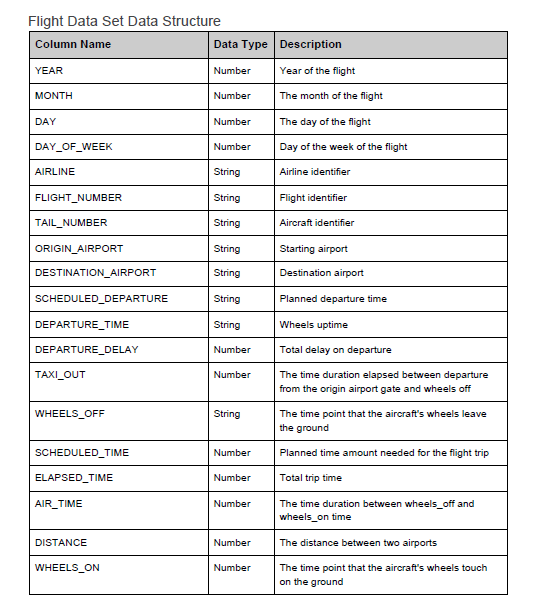 Flight Data Set Data Structure
Column Name Data Type Description
YEAR Number Year of the flight
MONTH Number The month of the flight
DAY Number The day of the flight
DAY_OF_WEEK Number Day of the week of the flight
AIRLINE String Airline identifier
FLIGHT_NUMBER String Flight identifier
TAIL_NUMBER String Aircraft identifier
ORIGIN_AIRPORT String Starting airport
DESTINATION_AIRPORT String Destination airport
SCHEDULED_DEPARTURE String Planned departure time
DEPARTURE_TIME String Wheels uptime
DEPARTURE_DELAY Number Total delay on departure
TAXI_OUT Number The time duration elapsed between departure
from the origin airport gate and wheels off
WHEELS_OFF String The time point that the aircraft's wheels leave
the ground
SCHEDULED_TIME Number Planned time amount needed for the flight trip
ELAPSED_TIME Number Total trip time
AIR_TIME Number The time duration between wheels_off and
wheels_on time
DISTANCE Number The distance between two airports
WHEELS_ON Number The time point that the aircraft's wheels touch
on the ground